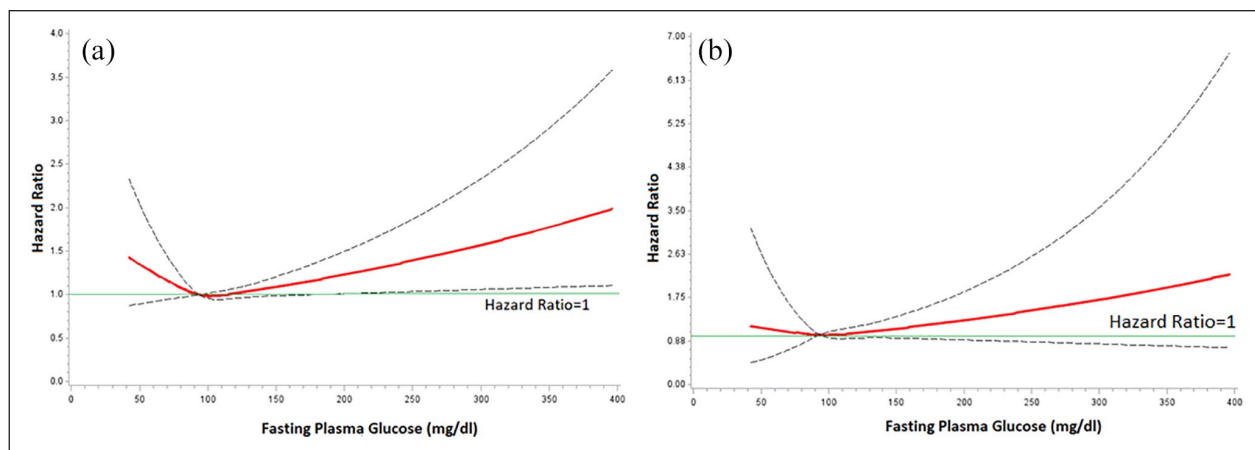 (a)
4.0
3.5
3.0
2.5
2.0
1.5
1.0
0.5
0.0
Hazard Ratio
Hazard Ratio=1
0 50 100 150 200 250 300 350 400
Fasting Plasma Glucose (mg/dl)
(b)
7.00
6.13
5.25
4.38
3.50
2.63
1.75
0.88
0.00
Hazard Ratio
Hazard Ratio=1
0 50 100 150 200 250 300 350 400
Fasting Plasma Glucose (mg/dl)